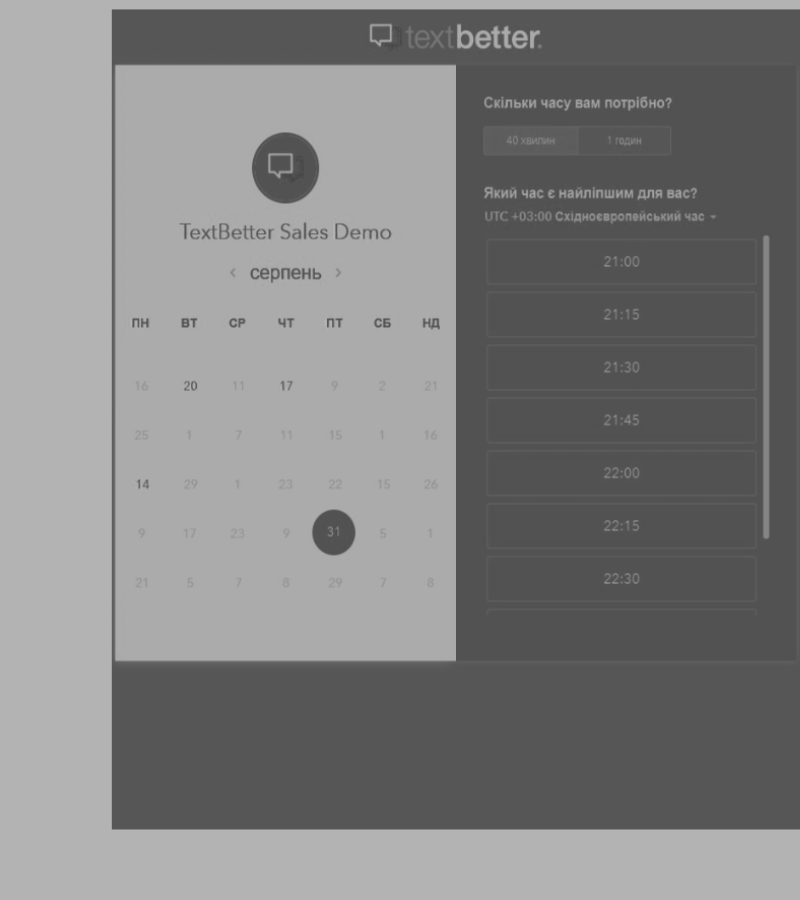 textbetter.
TextBetter Sales Demo
< серпень >
ПН ВТ СР ЧТ ПТ СБ НД
16 20 11 17 9 2 21
25 1 7 11 15 1 16
14 29 1 23 22 15 26
9 17 23 9 31 5 1
21 5 7 8 29 7 8
Скільки часу вам потрібно?
40 хвилин 1 годин
Який час є найліпшим для вас?
UTC +03:00 Східноєвропейський час
21:00
21:15
21:30
21:45
22:00
22:15
22:30